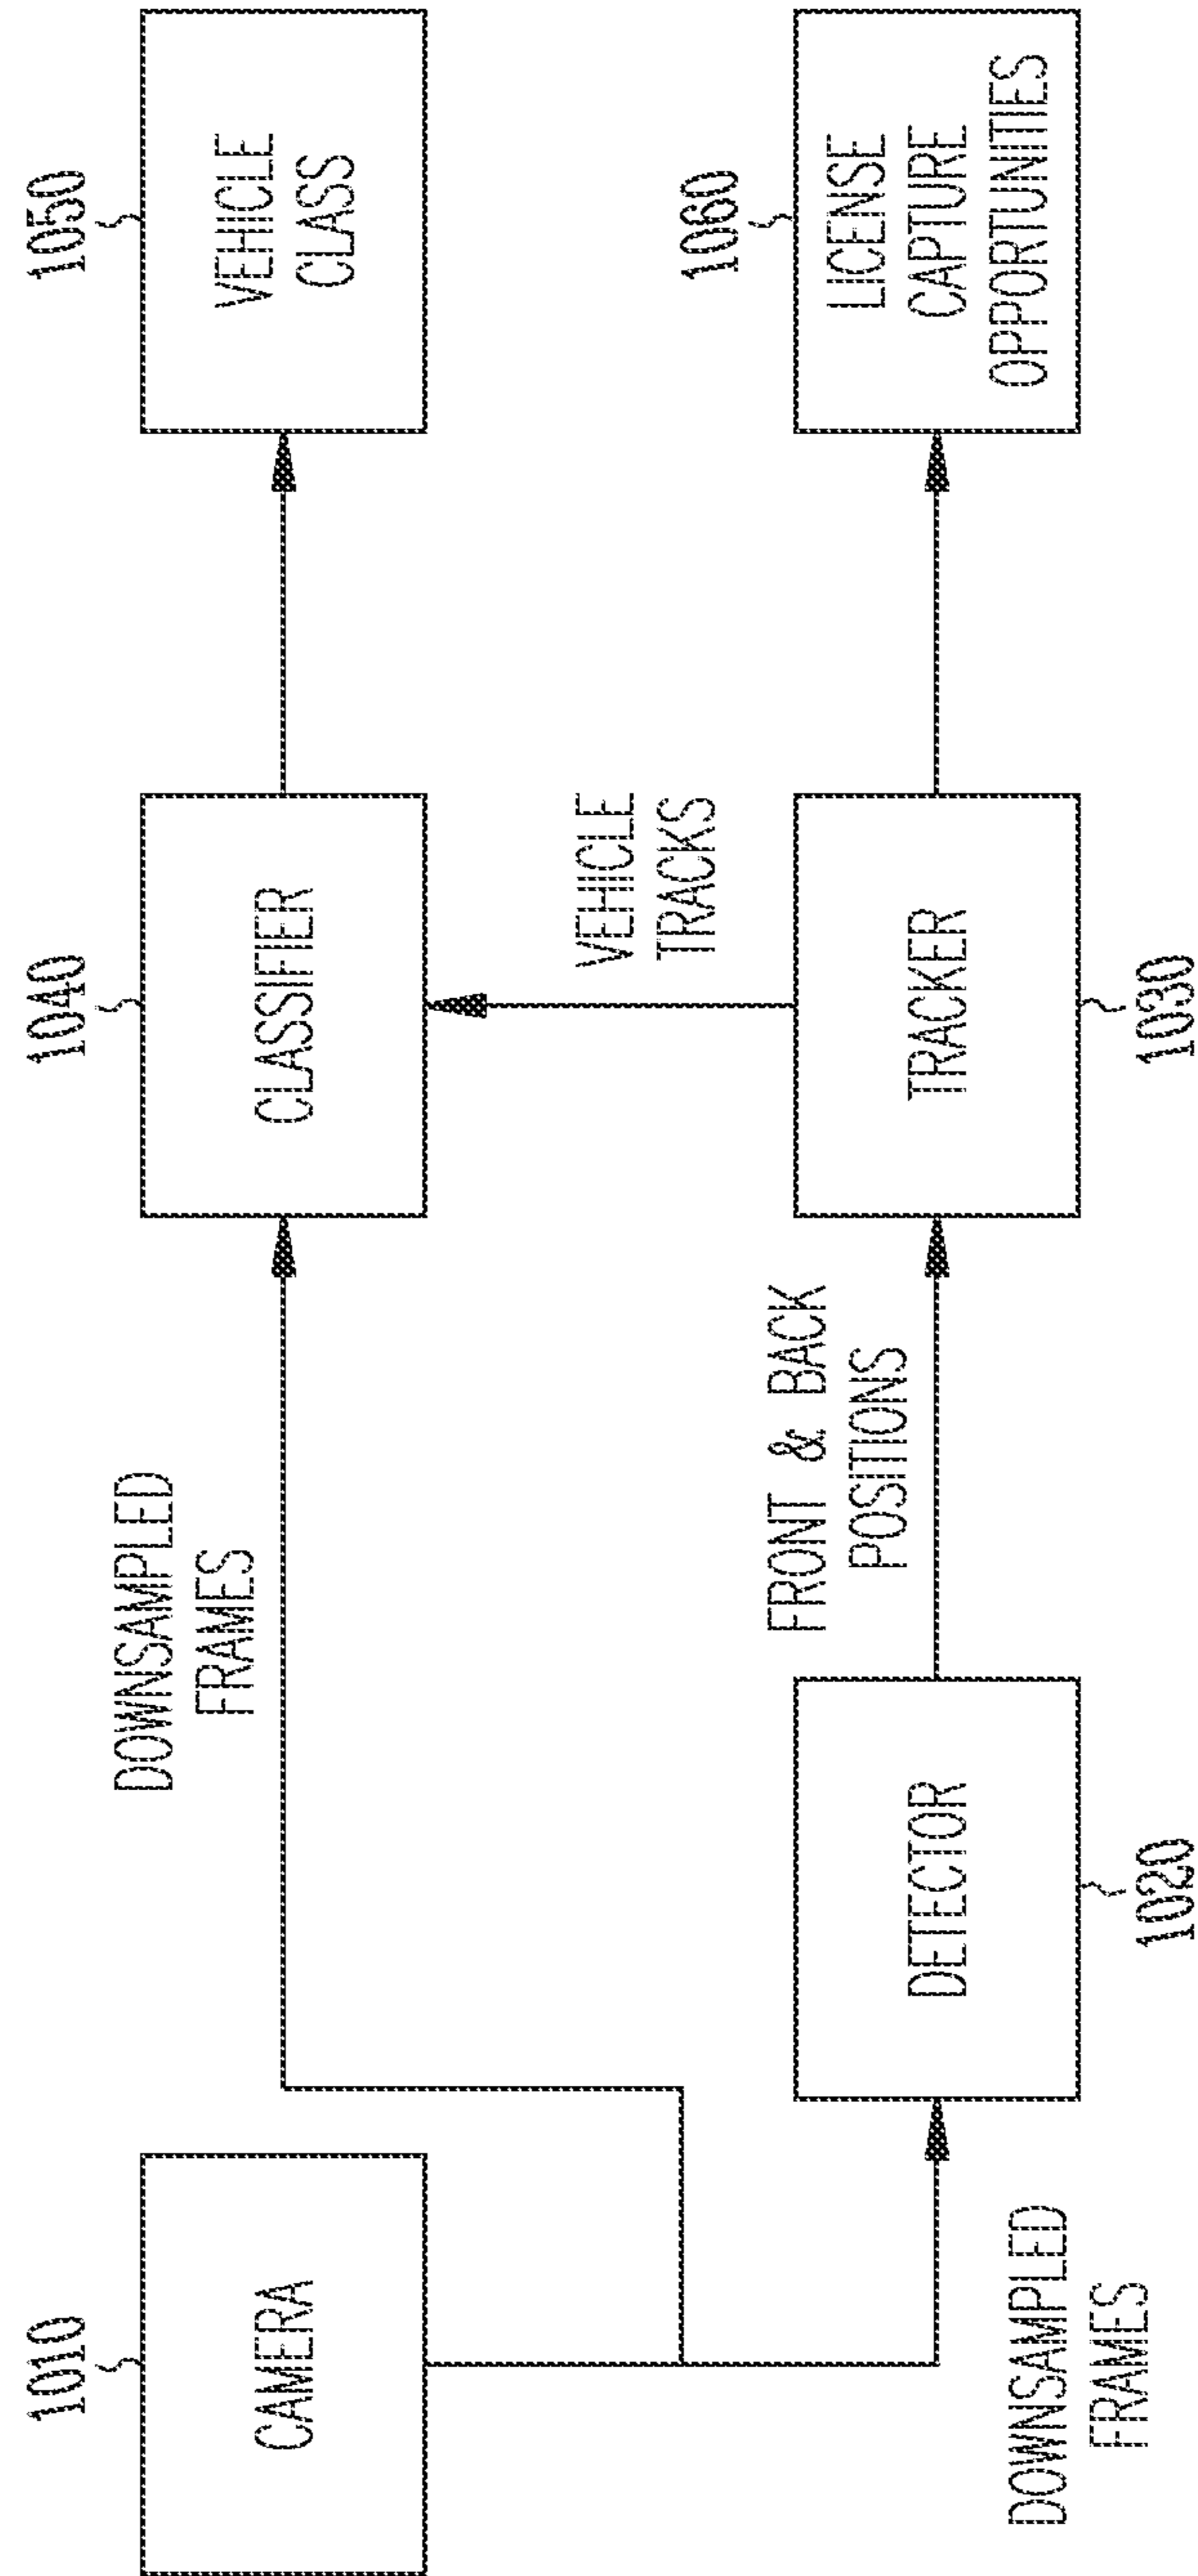 1010
CAMERA
DOWNSAMPLED
FRAMES
1040
CLASSIFIER
1050
VEHICLE
CLASS
VEHICLE
TRACKS
DOWNSAMPLED
FRAMES
DETECTOR
1020
FRONT & BACK
POSITIONS
TRACKER
1030
1060
LICENSE
CAPTURE
OPPORTUNITIES